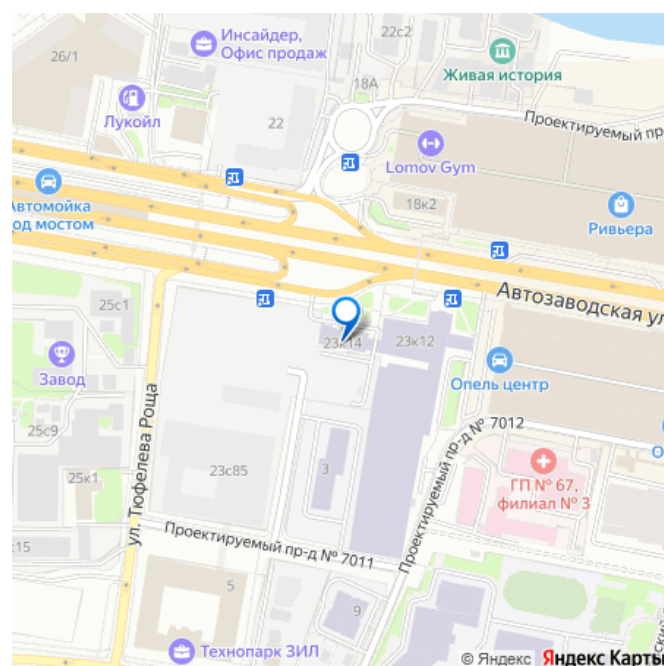 26/1
Инсайдер,
Офис продаж
22с2
Живая история
18А
Лукойл
22
Проектируемый пр
Lomov Gym
18к2
Ривьера
Автомойка
од мостом
Автозаводская ул
25с1
23к14
23к12
Завод
Опель центр
ул. Тюфелева Роща
25с9
Проектируемый пр-д № 7012
23с85
3
25к1
ГП № 67,
филиал № 3
с15
Проектируемый пр-д № 7011
5
9
Технопарк ЗИЛ
© Яндекс Яндекс Карты